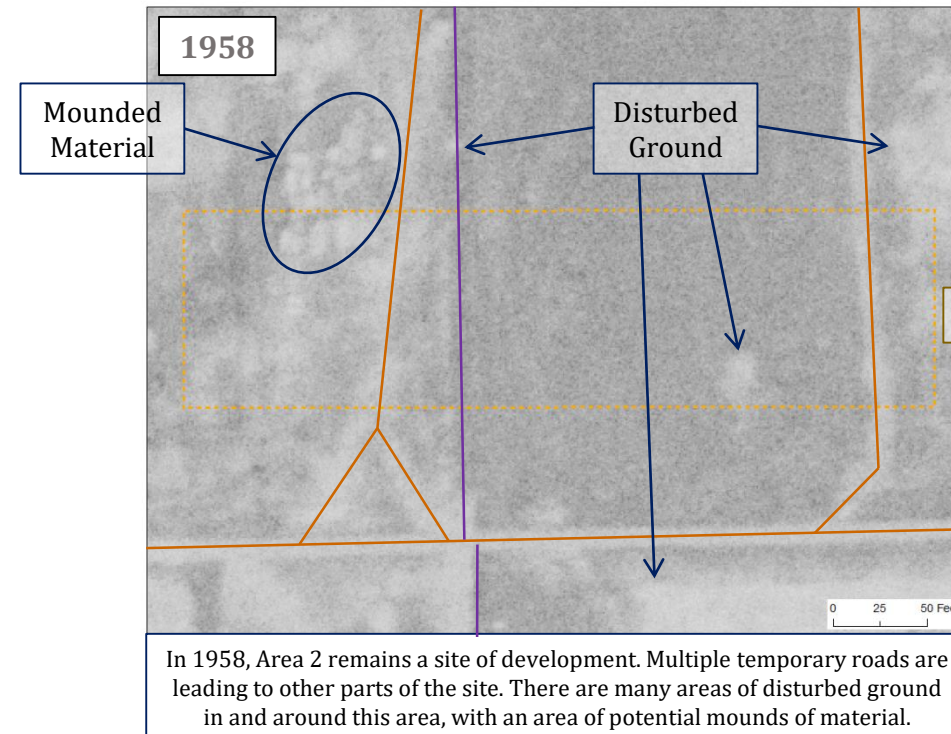 1958
Mounded
Material
Disturbed
Ground
0 25 50 Fee
In 1958, Area 2 remains a site of development. Multiple temporary roads are
leading to other parts of the site. There are many areas of disturbed ground
in and around this area, with an area of potential mounds of material.